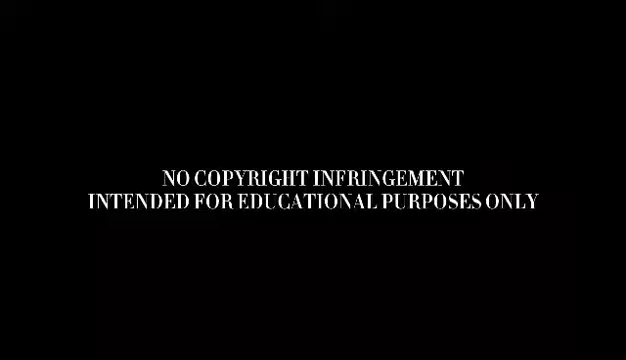 NO COPYRIGHT INFRINGEMENT
INTENDED FOR EDUCATIONAL PURPOSES ONLY